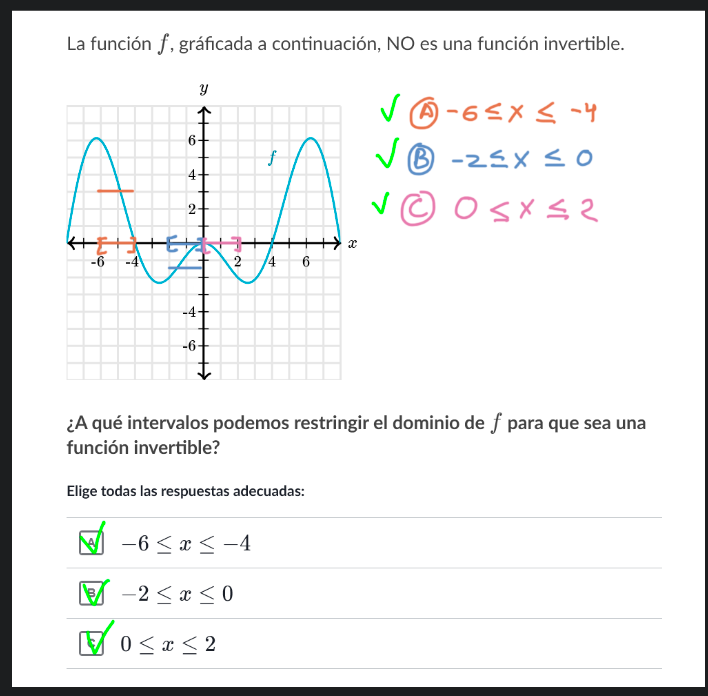 La función f, gráficada a continuación, NO es una función invertible.
y
✓ Ⓐ -6 ≤ x ≤ -4
6
f
✓ Ⓑ -2 ≤ x ≤ 0
4
✓ Ⓒ 0 ≤ x ≤ 2
2
x
-6 -4 2 4 6
-4
-6
¿A qué intervalos podemos restringir el dominio de f para que sea una
función invertible?
Elige todas las respuestas adecuadas:
A −6 ≤ x ≤ −4
B −2 ≤ x ≤ 0
C 0 ≤ x ≤ 2